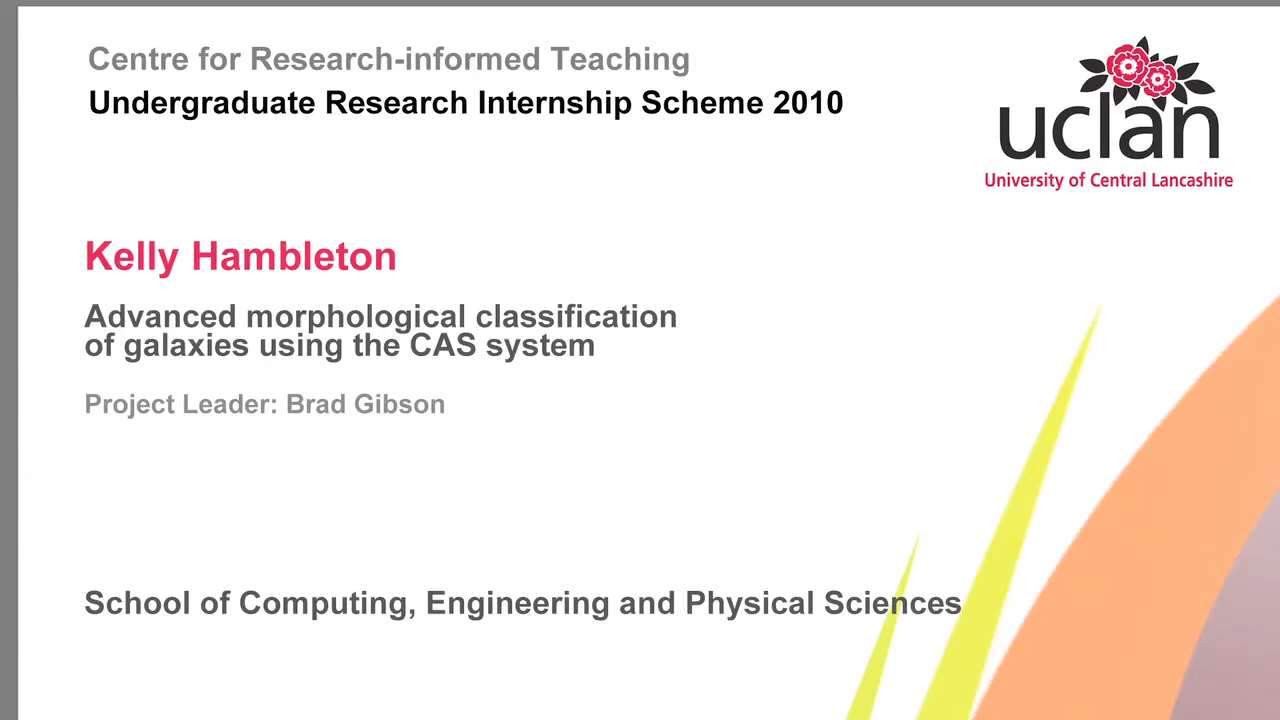 Centre for Research-informed Teaching
Undergraduate Research Internship Scheme 2010
uclan
University of Central Lancashire
Kelly Hambleton
Advanced morphological classification
of galaxies using the CAS system
Project Leader: Brad Gibson
School of Computing, Engineering and Physical Sciences